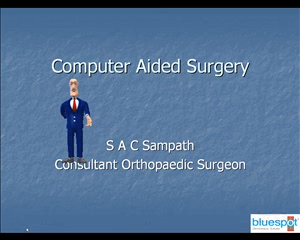 Computer Aided Surgery
S A C Sampath
Consultant Orthopaedic Surgeon
bluespot